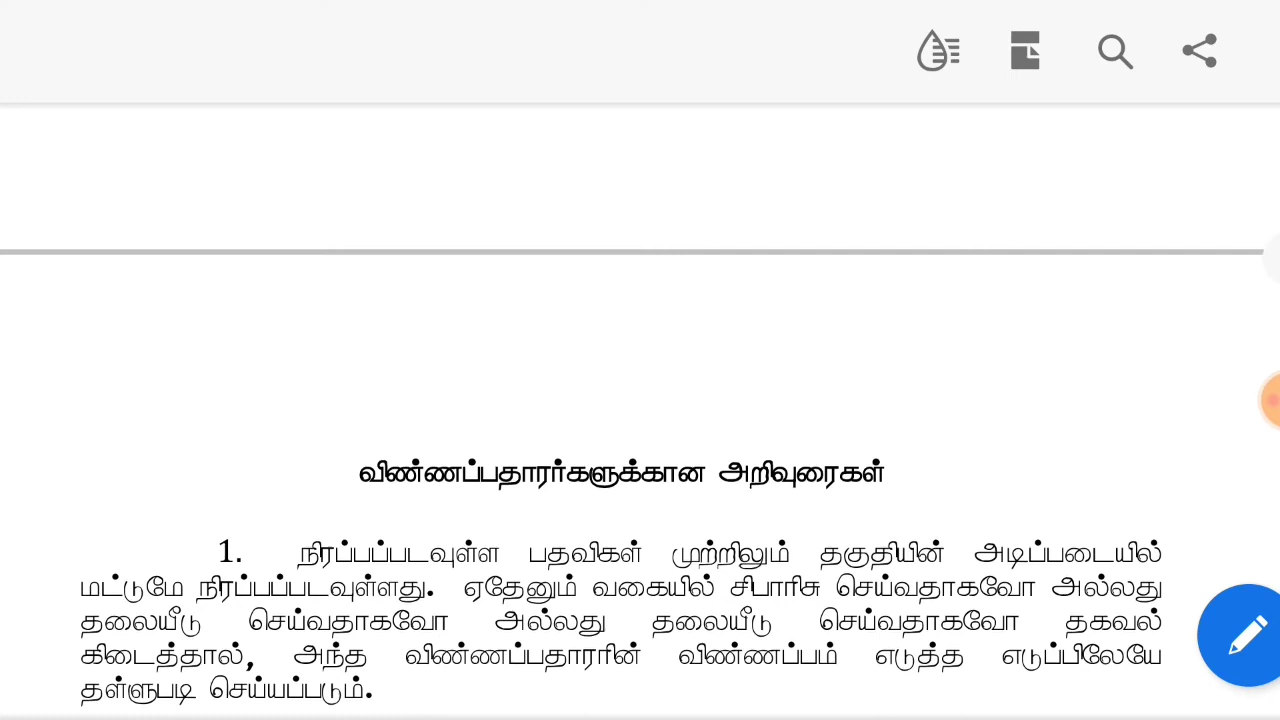 விண்ணப்பதாரர்களுக்கான அறிவுரைகள்
1. நிரப்பப்படவுள்ள பதவிகள் முற்றிலும் தகுதியின் அடிப்படையில்
மட்டுமே நிரப்பப்படவுள்ளது. ஏதேனும் வகையில் சிபாரிசு செய்வதாகவோ அல்லது
தலையீடு செய்வதாகவோ அல்லது தலையீடு செய்வதாகவோ தகவல்
கிடைத்தால், அந்த விண்ணப்பதாரரின் விண்ணப்பம் எடுத்த எடுப்பிலேயே
தள்ளுபடி செய்யப்படும்.